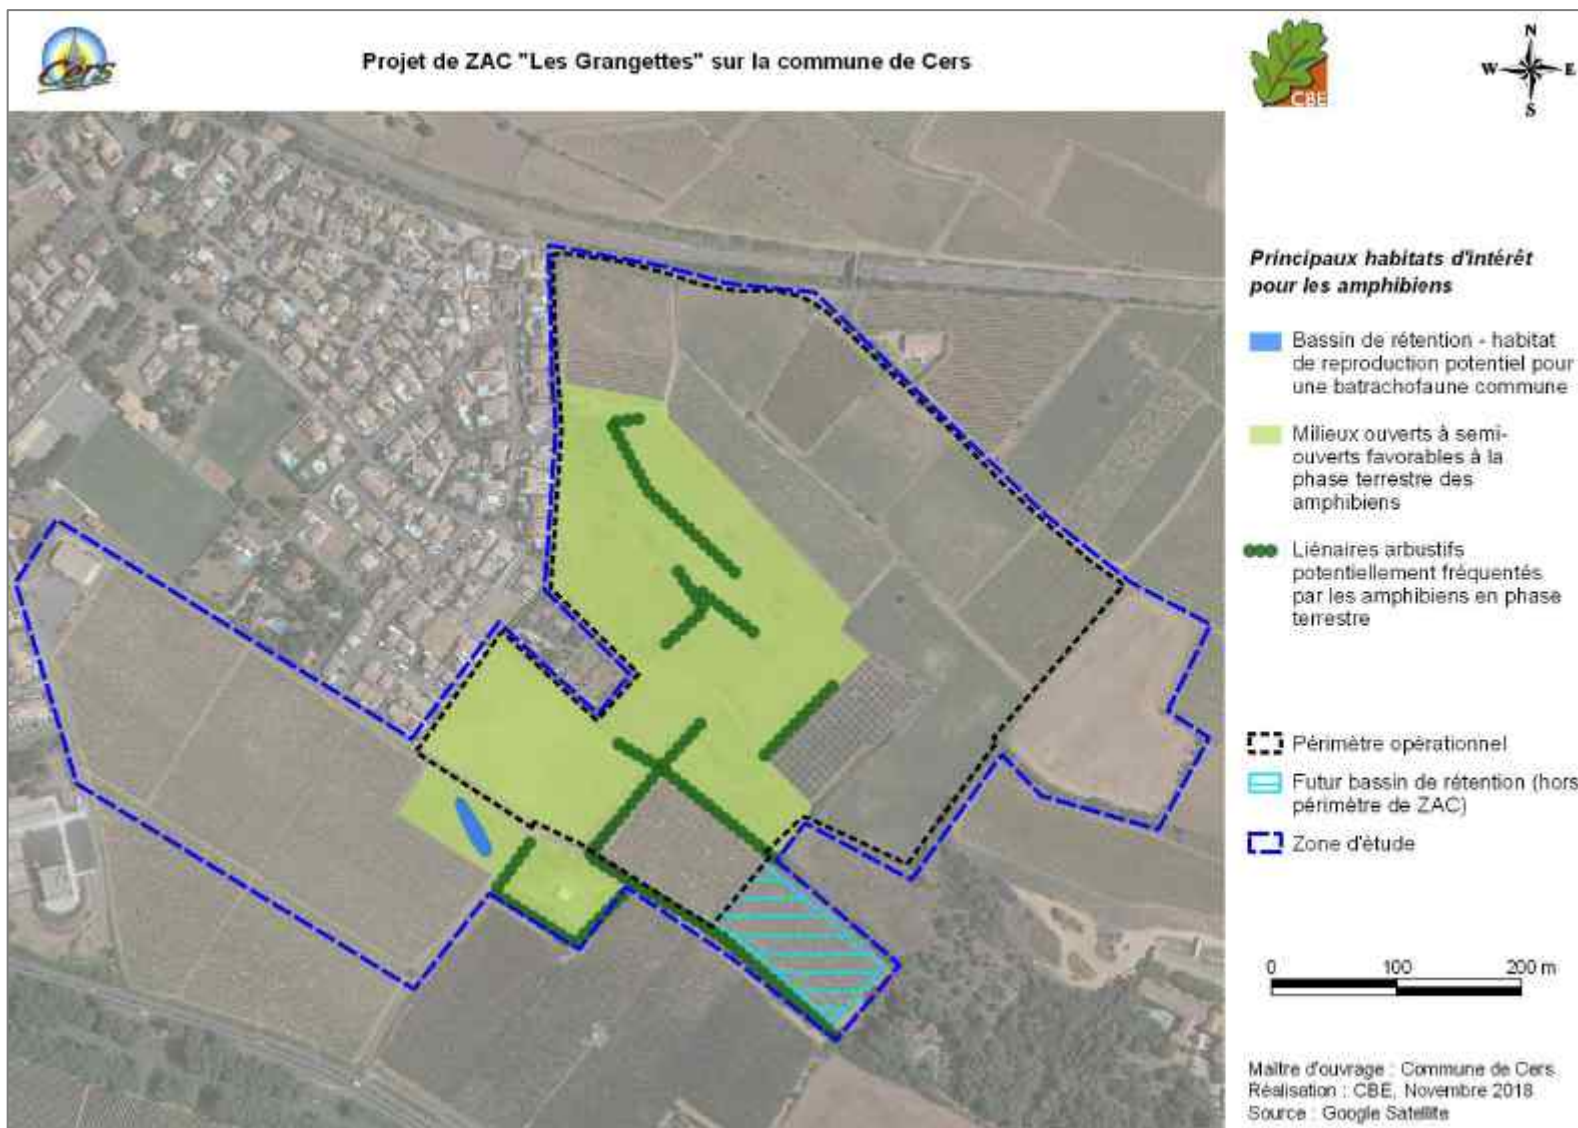 Cers
Projet de ZAC "Les Grangettes" sur la commune de Cers
CBE
N
W E
S
Principaux habitats d'intérêt
pour les amphibiens
Bassin de rétention - habitat
de reproduction potentiel pour
une batrachofaune commune
Milieux ouverts à semi-
ouverts favorables à la
phase terrestre des
amphibiens
Liénaires arbustifs
potentiellement fréquentés
par les amphibiens en phase
terrestre
Périmètre opérationnel
Futur bassin de rétention (hors
périmètre de ZAC)
Zone d'étude
0 100 200 m
Maître d'ouvrage : Commune de Cers
Réalisation : CBE, Novembre 2018
Source : Google Satellite